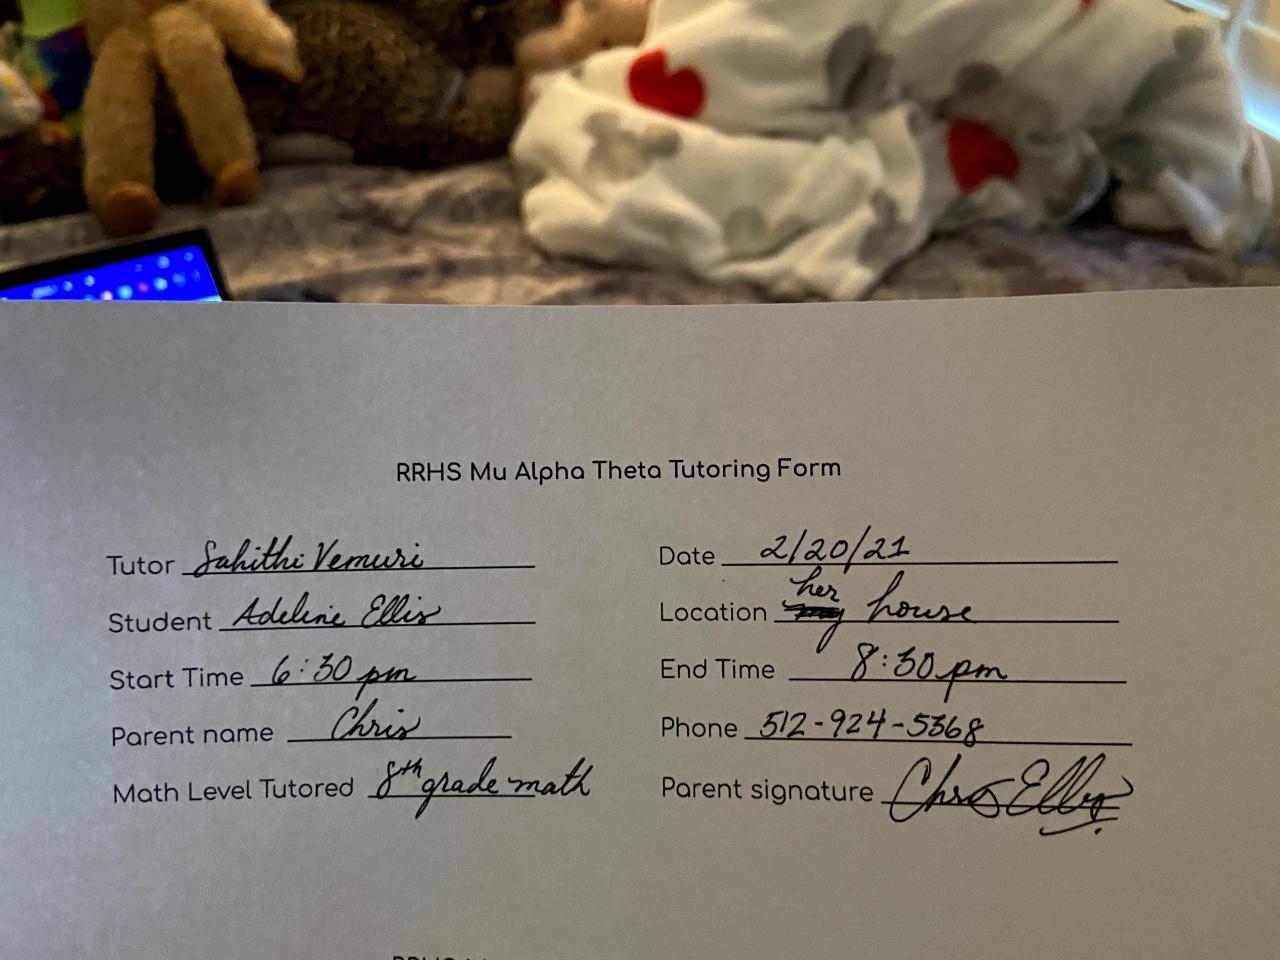 RRHS Mu Alpha Theta Tutoring Form
Tutor Sahithi Vemuri
Date 2/20/21
Student Adeline Ellis
Location her house
Start Time 6:30 pm
End Time 8:30 pm
Parent name Chris
Phone 512-924-5368
Math Level Tutored 8th grade math
Parent signature Chris Ellis